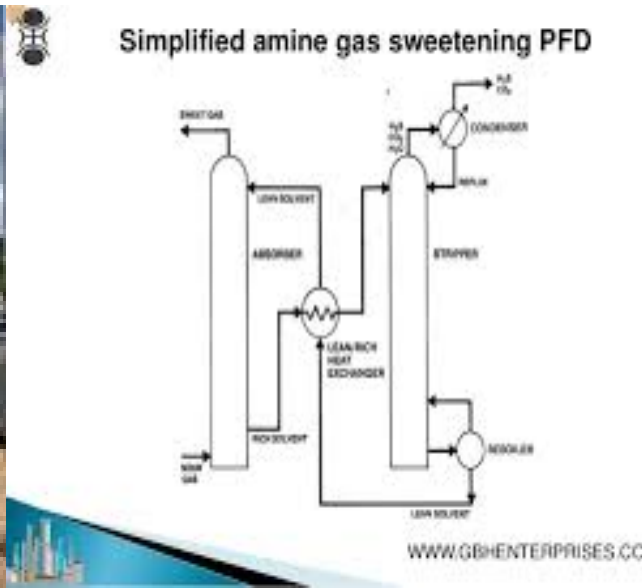 Simplified amine gas sweetening PFD
H₂S
CO₂
SWEET GAS
H₂S
CO₂
H₂O
CONDENSER
LEAN SOLVENT
REFLUX
ABSORBER
STRIPPER
LEAN/RICH
HEAT
EXCHANGER
RICH SOLVENT
REBOILER
SOUR
GAS
LEAN SOLVENT
WWW.GBHENTERPRISES.CO